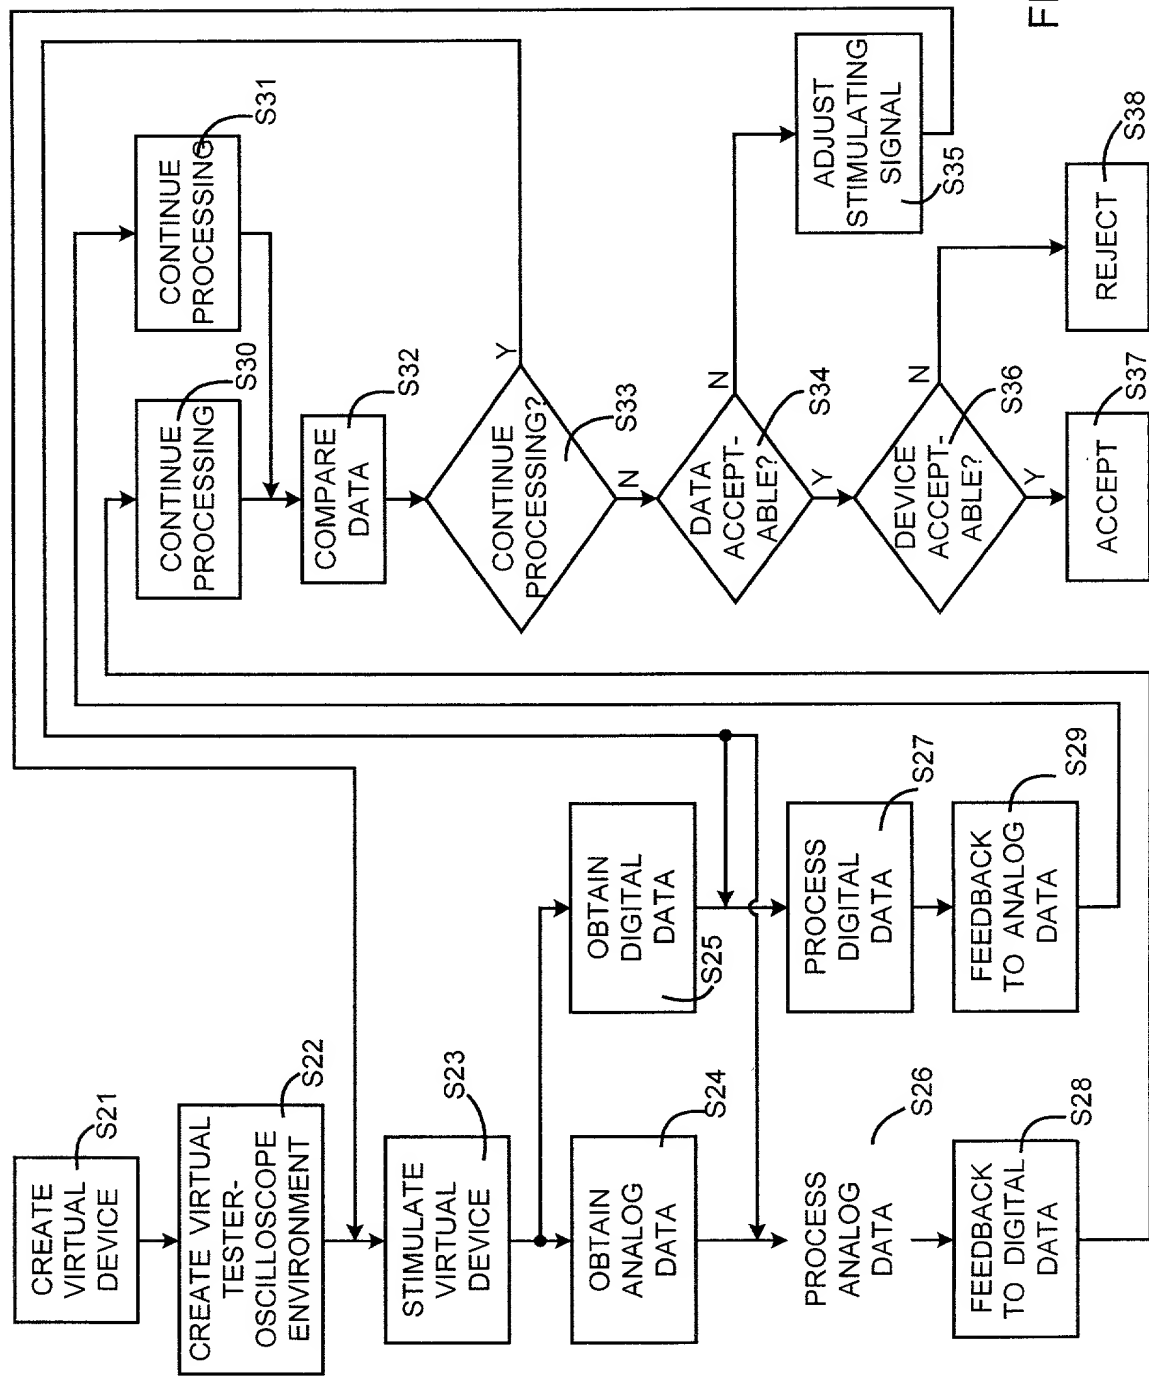 CREATE
VIRTUAL
DEVICE
S21
CREATE VIRTUAL
TESTER-
OSCILLOSCOPE
ENVIRONMENT
S22
STIMULATE
VIRTUAL
DEVICE
S23
OBTAIN
ANALOG
DATA
S24
OBTAIN
DIGITAL
DATA
S25
PROCESS
ANALOG
DATA
S26
PROCESS
DIGITAL
DATA
S27
FEEDBACK
TO DIGITAL
DATA
S28
FEEDBACK
TO ANALOG
DATA
S29
CONTINUE
PROCESSING
S30
CONTINUE
PROCESSING
S31
COMPARE
DATA
S32
CONTINUE
PROCESSING?
S33
Y
N
DATA
ACCEPT-
ABLE?
S34
N
Y
ADJUST
STIMULATING
SIGNAL
S35
DEVICE
ACCEPT-
ABLE?
S36
N
Y
ACCEPT
S37
REJECT
S38